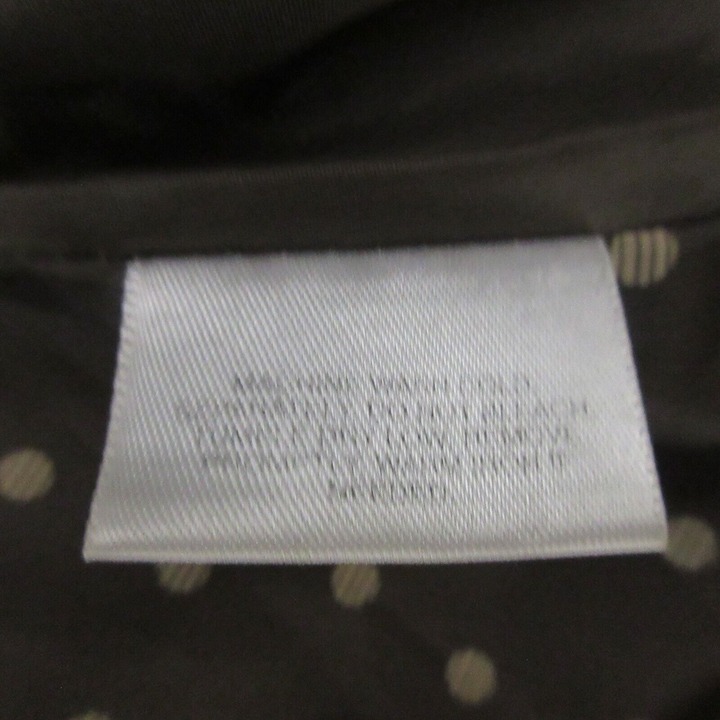 MACHINE WASH COLD,
SEPARATELY. DO NOT BLEACH.
TUMBLE DRY LOW, REMOVE
PROMPTLY. WARM IRON IF
NEEDED.